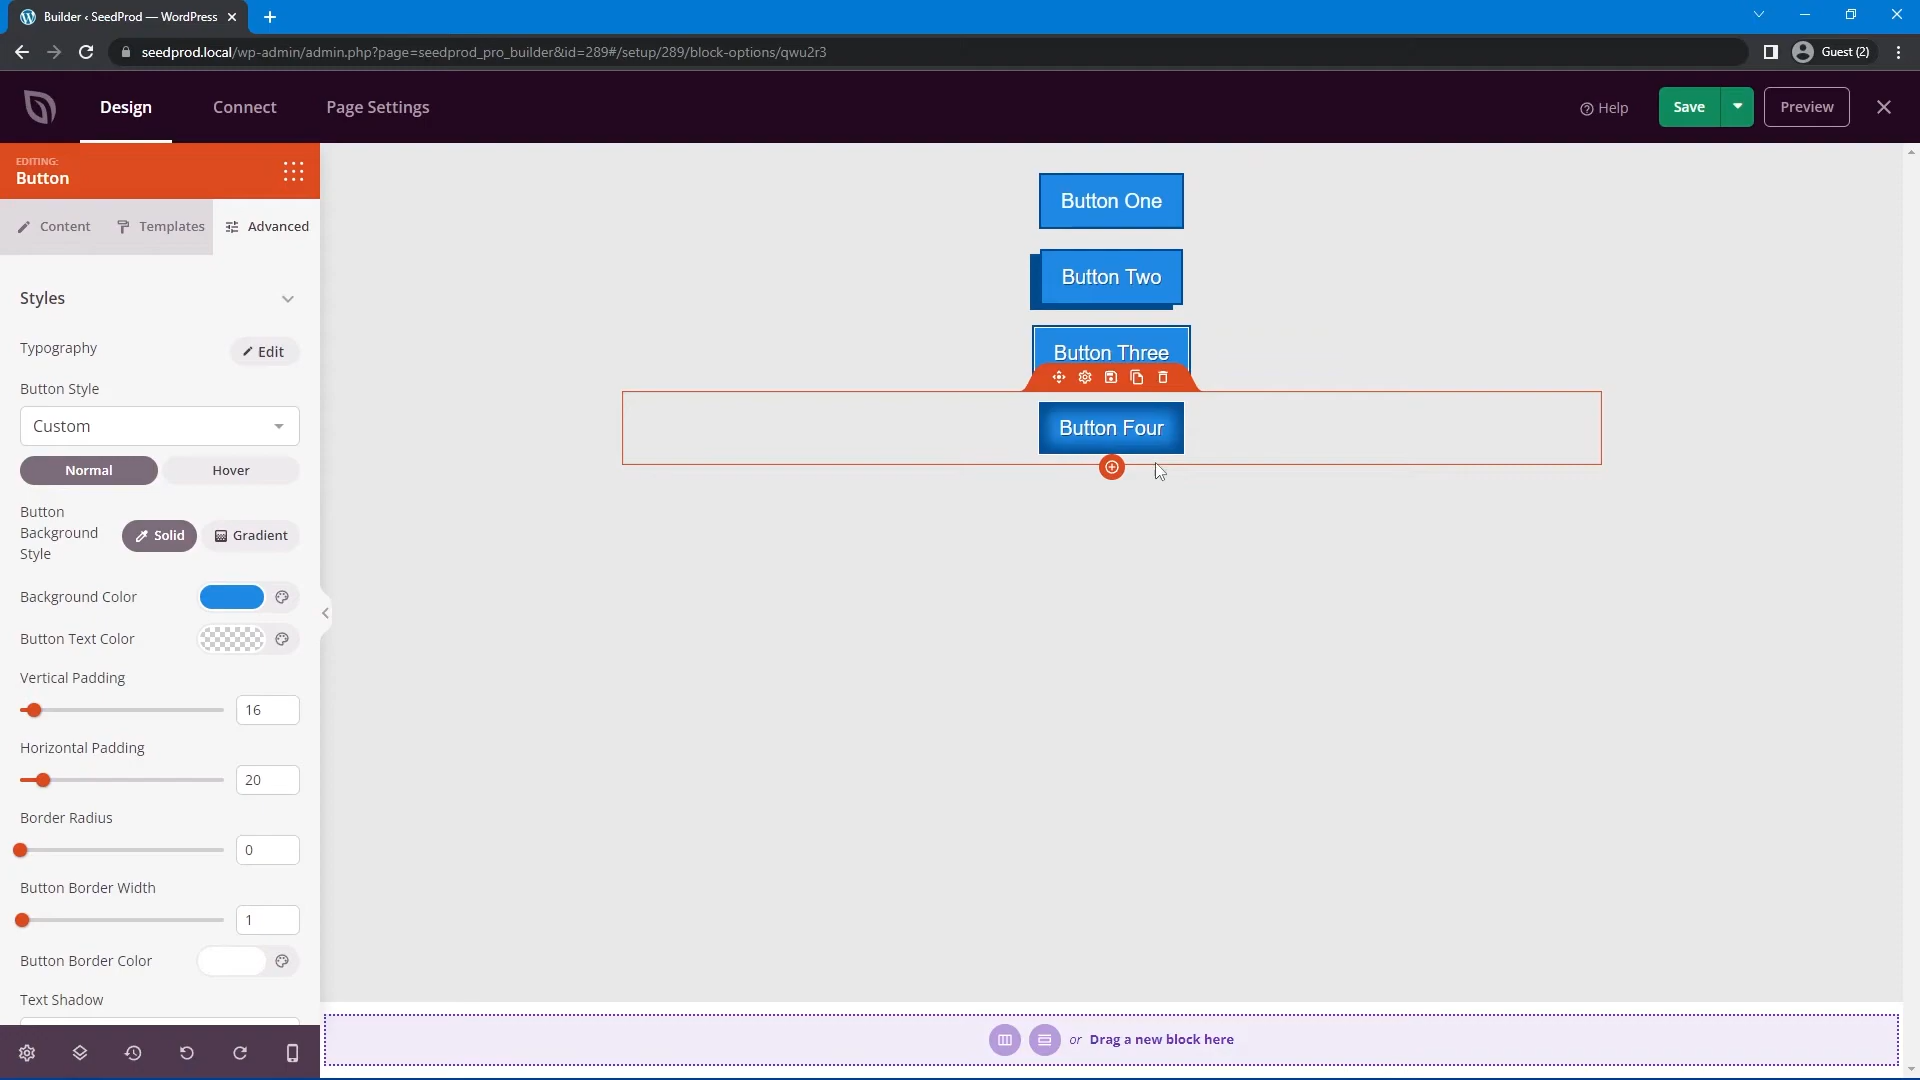 Builder ‹ SeedProd — WordPress
seedprod.local/wp-admin/admin.php?page=seedprod_pro_builder&id=289#/setup/289/block-options/qwu2r3
Guest (2)
Design
Connect
Page Settings
Help
Save
Preview
EDITING:
Button
Content
Templates
Advanced
Styles
Typography
Edit
Button Style
Custom
Normal
Hover
Button
Background
Style
Solid
Gradient
Background Color
Button Text Color
Vertical Padding
16
Horizontal Padding
20
Border Radius
0
Button Border Width
1
Button Border Color
Text Shadow
Button One
Button Two
Button Three
Button Four
or Drag a new block here